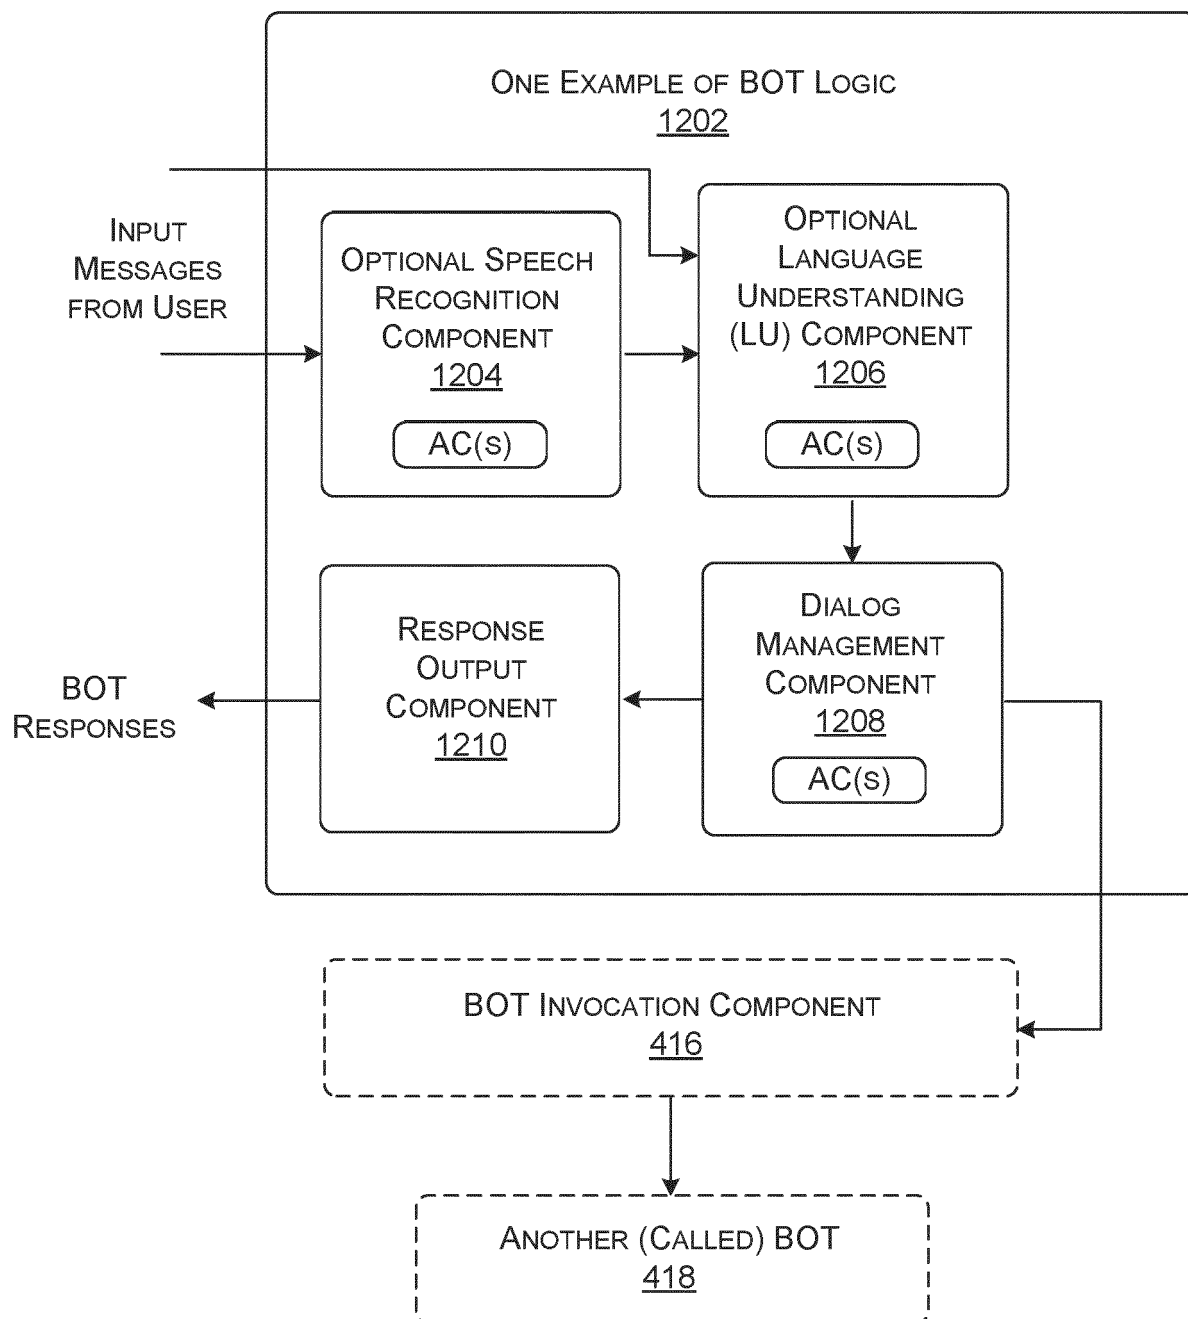 ONE EXAMPLE OF BOT LOGIC
1202
INPUT
MESSAGES
FROM USER
OPTIONAL SPEECH
RECOGNITION
COMPONENT
1204
AC(S)
OPTIONAL
LANGUAGE
UNDERSTANDING
(LU) COMPONENT
1206
AC(S)
BOT
RESPONSES
RESPONSE
OUTPUT
COMPONENT
1210
DIALOG
MANAGEMENT
COMPONENT
1208
AC(S)
BOT INVOCATION COMPONENT
416
ANOTHER (CALLED) BOT
418